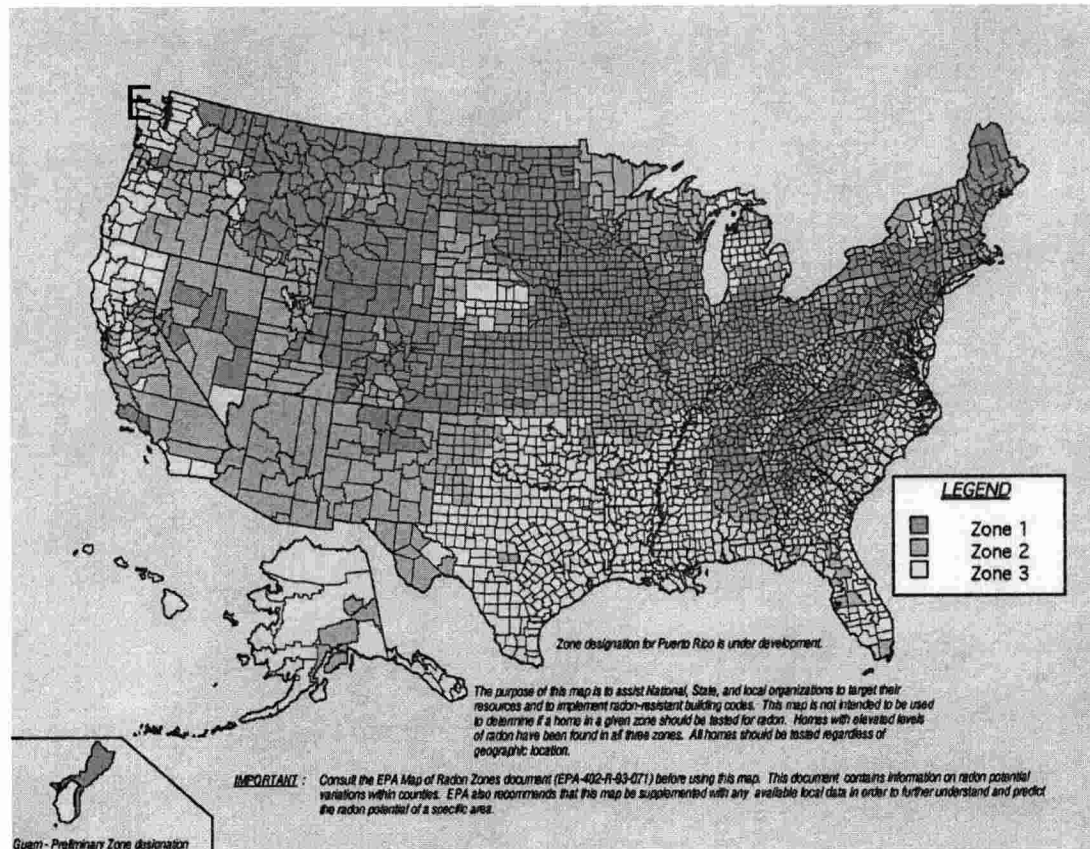 E
LEGEND
Zone 1
Zone 2
Zone 3
Zone designation for Puerto Rico is under development.
The purpose of this map is to assist National, State, and local organizations to target their
resources and to implement radon-resistant building codes. This map is not intended to be used
to determine if a home in a given zone should be tested for radon. Homes with elevated levels
of radon have been found in all three zones. All homes should be tested regardless of
geographic location.
IMPORTANT : Consult the EPA Map of Radon Zones document (EPA-402-R-93-071) before using this map. This document contains information on radon potential
variations within counties. EPA also recommends that this map be supplemented with any available local data in order to further understand and predict
the radon potential of a specific area.
Guam - Preliminary Zone designation